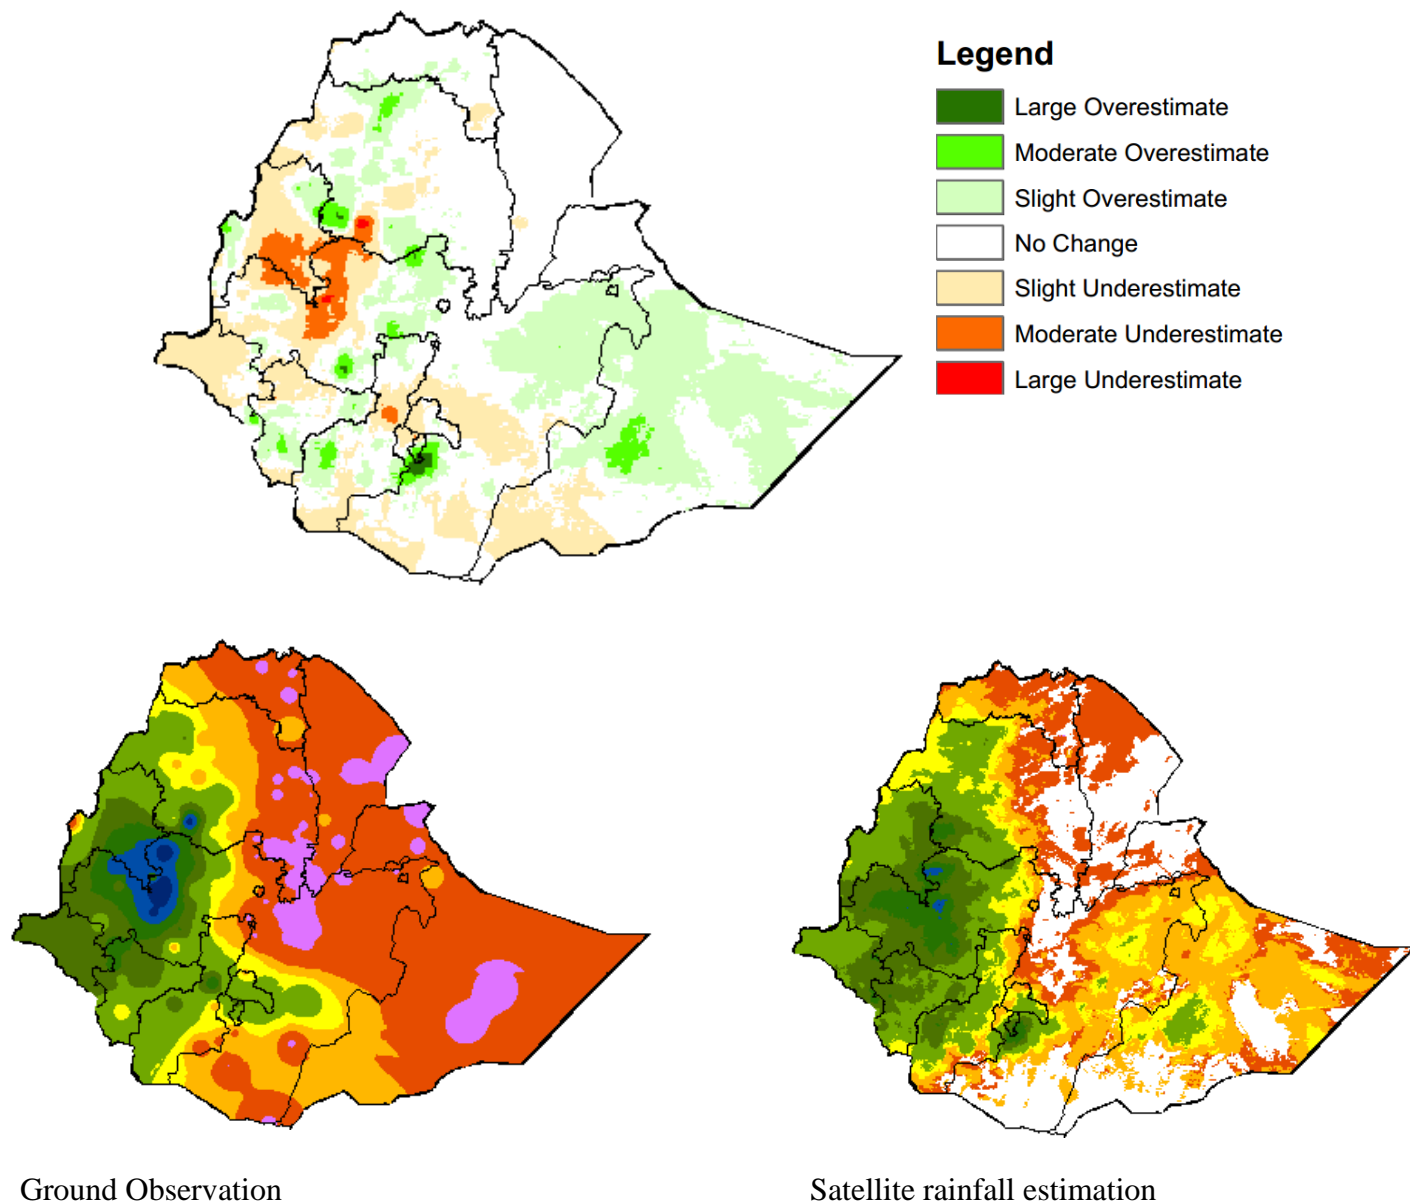 Legend
Large Overestimate
Moderate Overestimate
Slight Overestimate
No Change
Slight Underestimate
Moderate Underestimate
Large Underestimate
Ground Observation
Satellite rainfall estimation